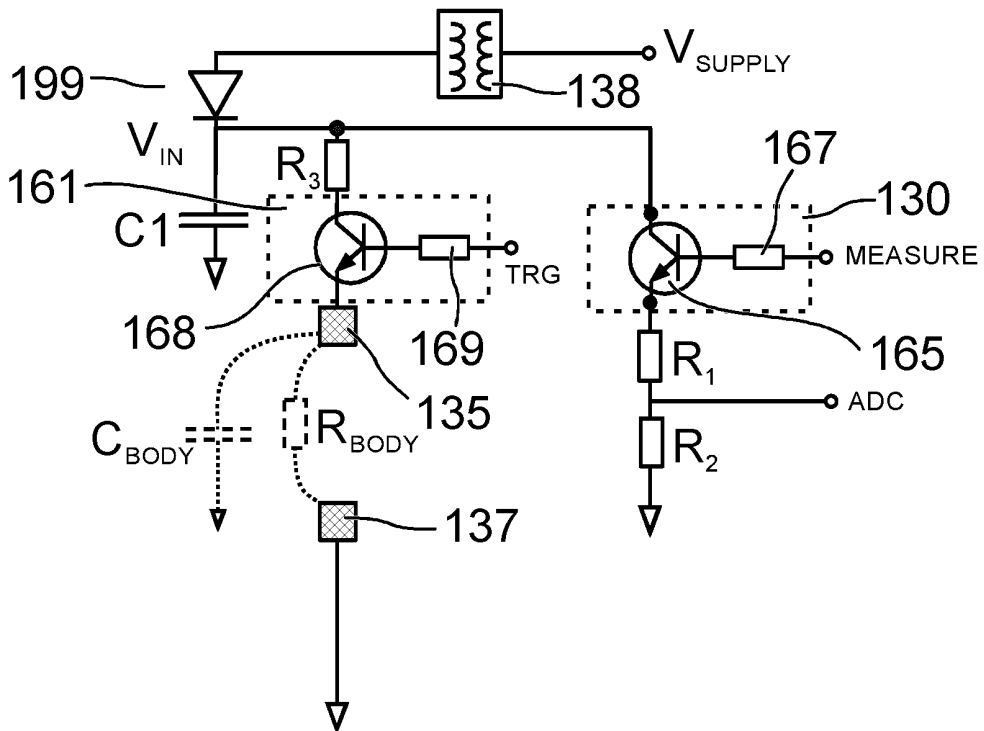 V_SUPPLY
138
199
V_IN
R_3
167
161
130
C1
TRG
MEASURE
168
169
165
R_1
135
ADC
C_BODY
R_BODY
R_2
137